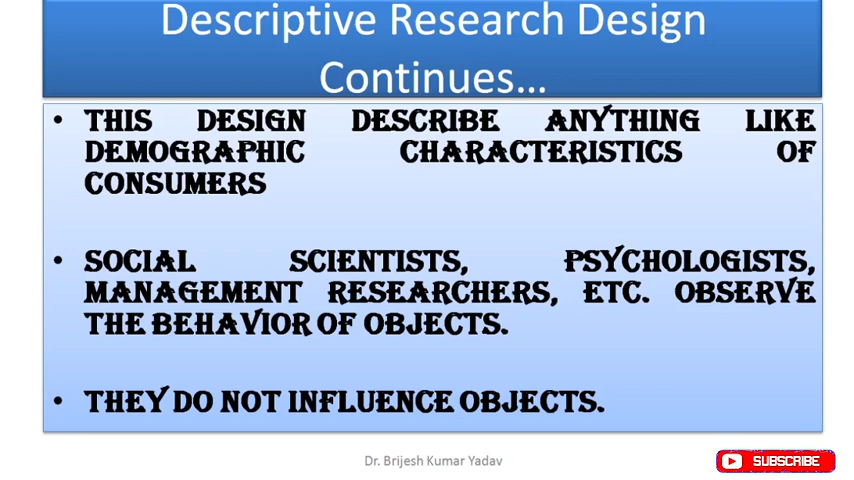 Descriptive Research Design
Continues...
• THIS DESIGN DESCRIBE ANYTHING LIKE
DEMOGRAPHIC CHARACTERISTICS OF
CONSUMERS
• SOCIAL SCIENTISTS, PSYCHOLOGISTS,
MANAGEMENT RESEARCHERS, ETC. OBSERVE
THE BEHAVIOR OF OBJECTS.
• THEY DO NOT INFLUENCE OBJECTS.
Dr. Brijesh Kumar Yadav
SUBSCRIBE